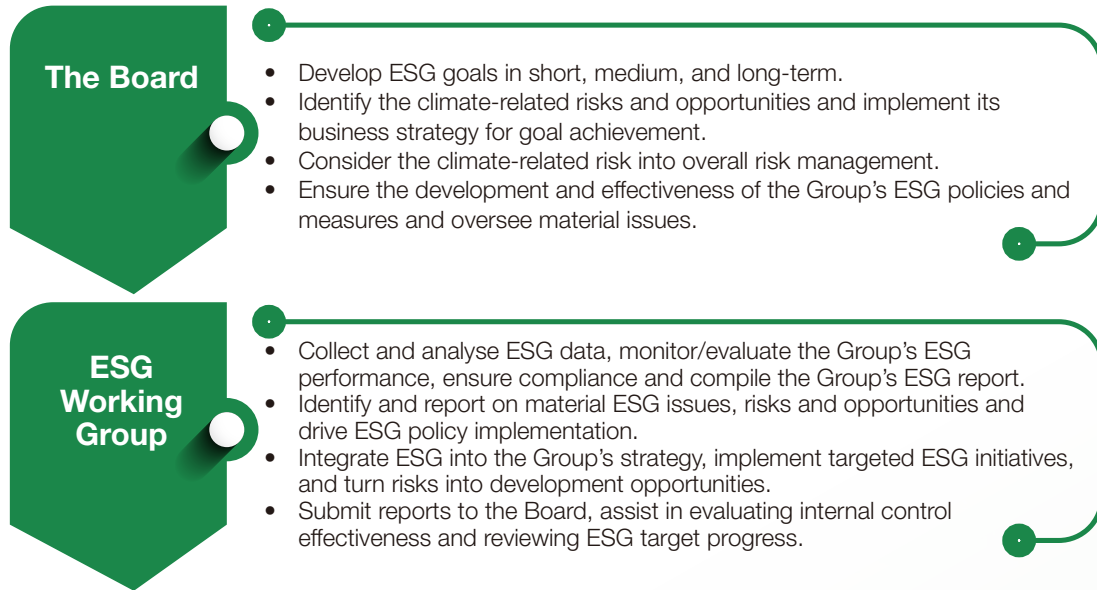 The Board
• Develop ESG goals in short, medium, and long-term.
• Identify the climate-related risks and opportunities and implement its
business strategy for goal achievement.
• Consider the climate-related risk into overall risk management.
• Ensure the development and effectiveness of the Group's ESG policies and
measures and oversee material issues.
ESG
Working
Group
• Collect and analyse ESG data, monitor/evaluate the Group's ESG
performance, ensure compliance and compile the Group's ESG report.
• Identify and report on material ESG issues, risks and opportunities and
drive ESG policy implementation.
• Integrate ESG into the Group's strategy, implement targeted ESG initiatives,
and turn risks into development opportunities.
• Submit reports to the Board, assist in evaluating internal control
effectiveness and reviewing ESG target progress.